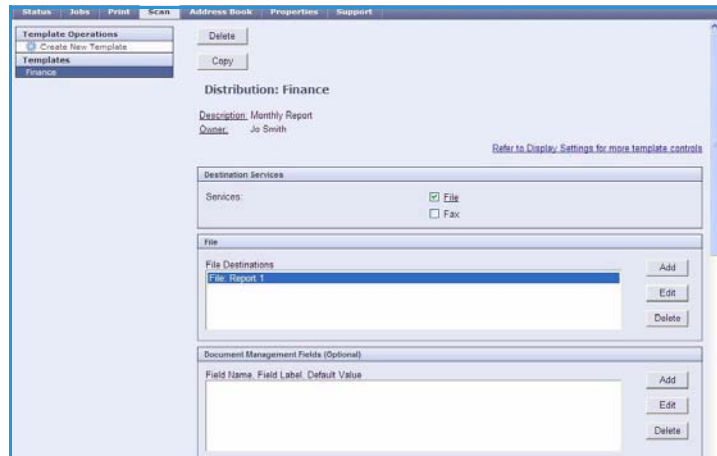 Status Jobs Print Scan Address Book Properties Support
Template Operations
Create New Template
Templates
Finance
Delete
Copy
Distribution: Finance
Description: Monthly Report
Owner: Jo Smith
Refer to Display Settings for more template controls
Destination Services
Services:
File
Fax
File
File Destinations
File: Report 1
Add
Edit
Delete
Document Management Fields (Optional)
Field Name, Field Label, Default Value
Add
Edit
Delete